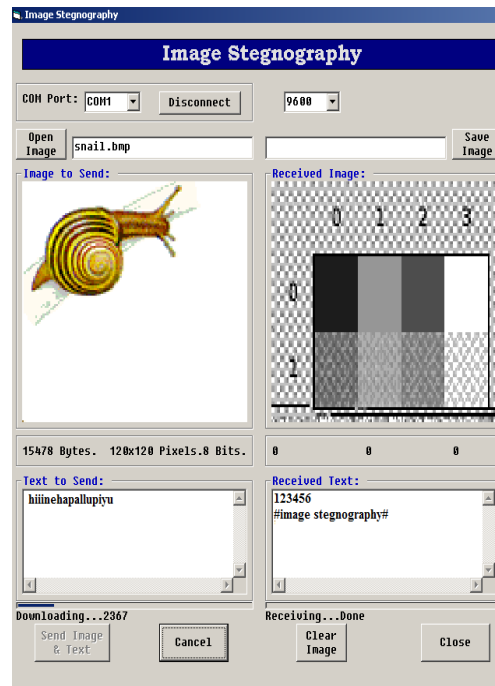 Image Stegnography
Image Stegnography
COM Port: COM1 Disconnect 9600
Open Image snail.bmp Save Image
Image to Send: Received Image:
0 1 2 3
0
1
15478 Bytes. 120x120 Pixels.8 Bits. 0 0 0
Text to Send: Received Text:
hiiinehapallupiyu 123456
#image stegnography#
Downloading...2367 Receiving...Done
Send Image & Text Cancel Clear Image Close